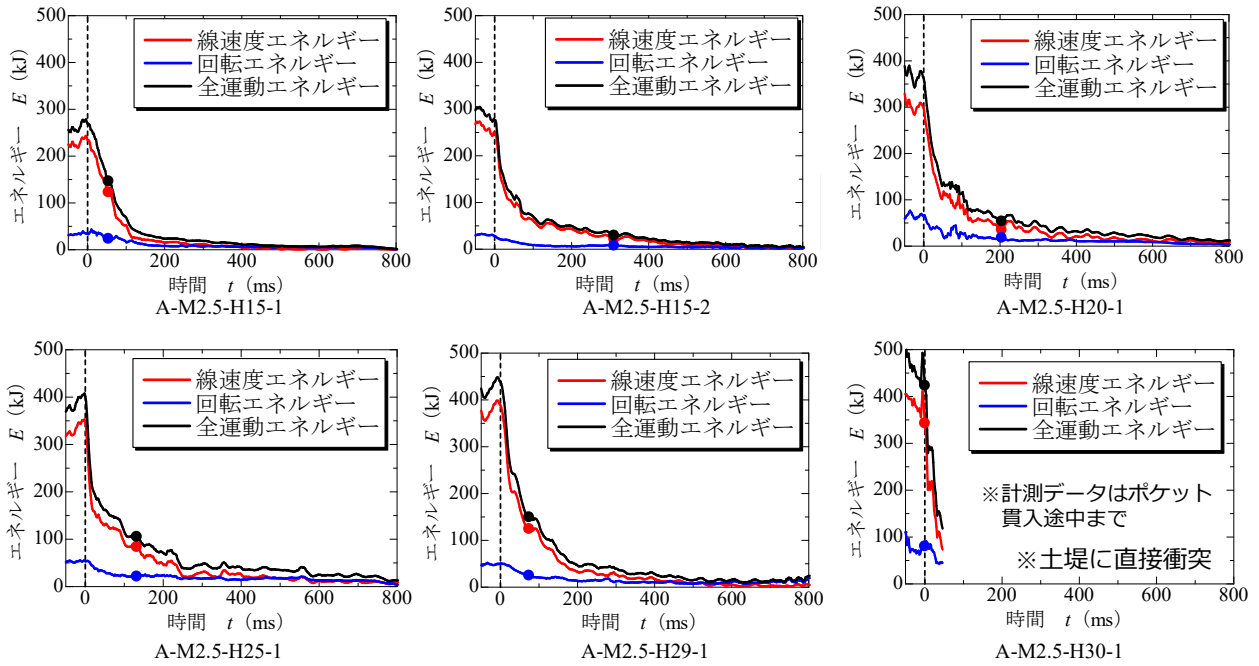 500
400
300
200
100
0
エネルギー E (kJ)
線速度エネルギー
回転エネルギー
全運動エネルギー
0 200 400 600 800
時間 t (ms)
A-M2.5-H15-1
500
400
300
200
100
0
エネルギー E (kJ)
線速度エネルギー
回転エネルギー
全運動エネルギー
0 200 400 600 800
時間 t (ms)
A-M2.5-H15-2
500
400
300
200
100
0
エネルギー E (kJ)
線速度エネルギー
回転エネルギー
全運動エネルギー
0 200 400 600 800
時間 t (ms)
A-M2.5-H20-1
500
400
300
200
100
0
エネルギー E (kJ)
線速度エネルギー
回転エネルギー
全運動エネルギー
0 200 400 600 800
時間 t (ms)
A-M2.5-H25-1
500
400
300
200
100
0
エネルギー E (kJ)
線速度エネルギー
回転エネルギー
全運動エネルギー
0 200 400 600 800
時間 t (ms)
A-M2.5-H29-1
500
400
300
200
100
0
エネルギー E (kJ)
線速度エネルギー
回転エネルギー
全運動エネルギー
※計測データはポケット
貫入途中まで
※土堤に直接衝突
0 200 400 600 800
時間 t (ms)
A-M2.5-H30-1